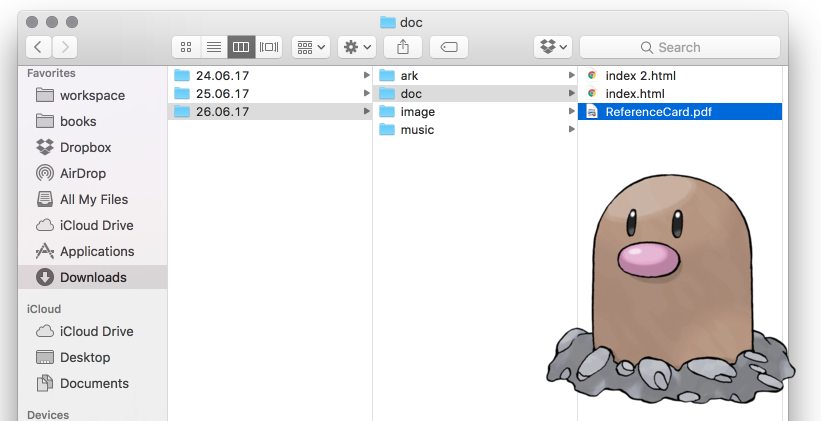 doc
Search
Favorites
workspace
books
Dropbox
AirDrop
All My Files
iCloud Drive
Applications
Downloads
iCloud
iCloud Drive
Desktop
Documents
Devices
24.06.17
25.06.17
26.06.17
ark
doc
image
music
index 2.html
index.html
ReferenceCard.pdf